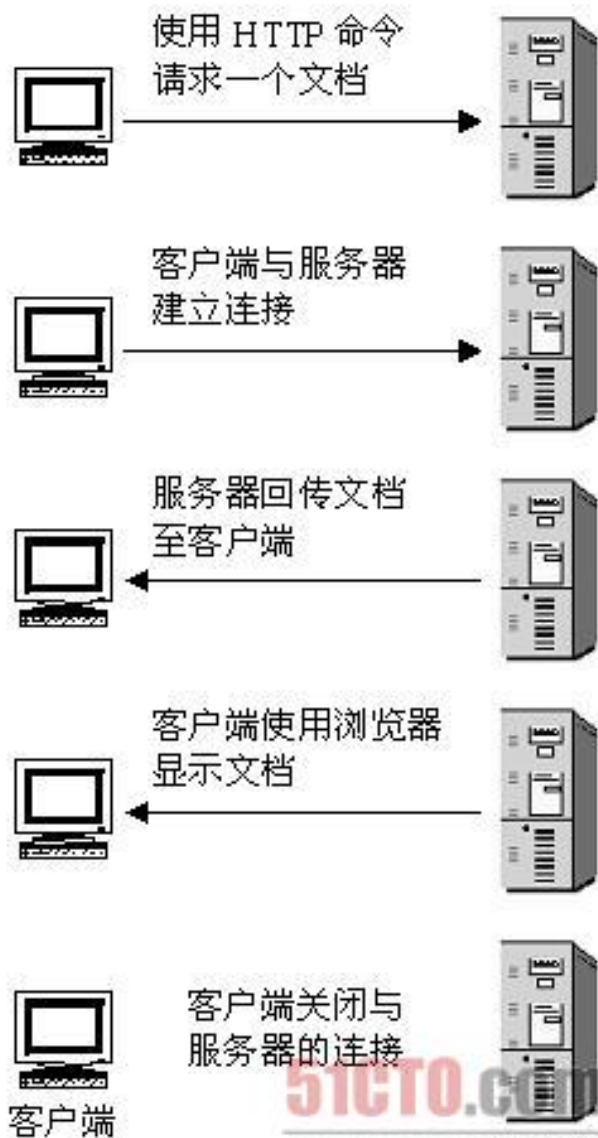 使用 HTTP 命令
请求一个文档
客户端与服务器
建立连接
服务器回传文档
至客户端
客户端使用浏览器
显示文档
客户端关闭与
服务器的连接
51CTO.com
客户端